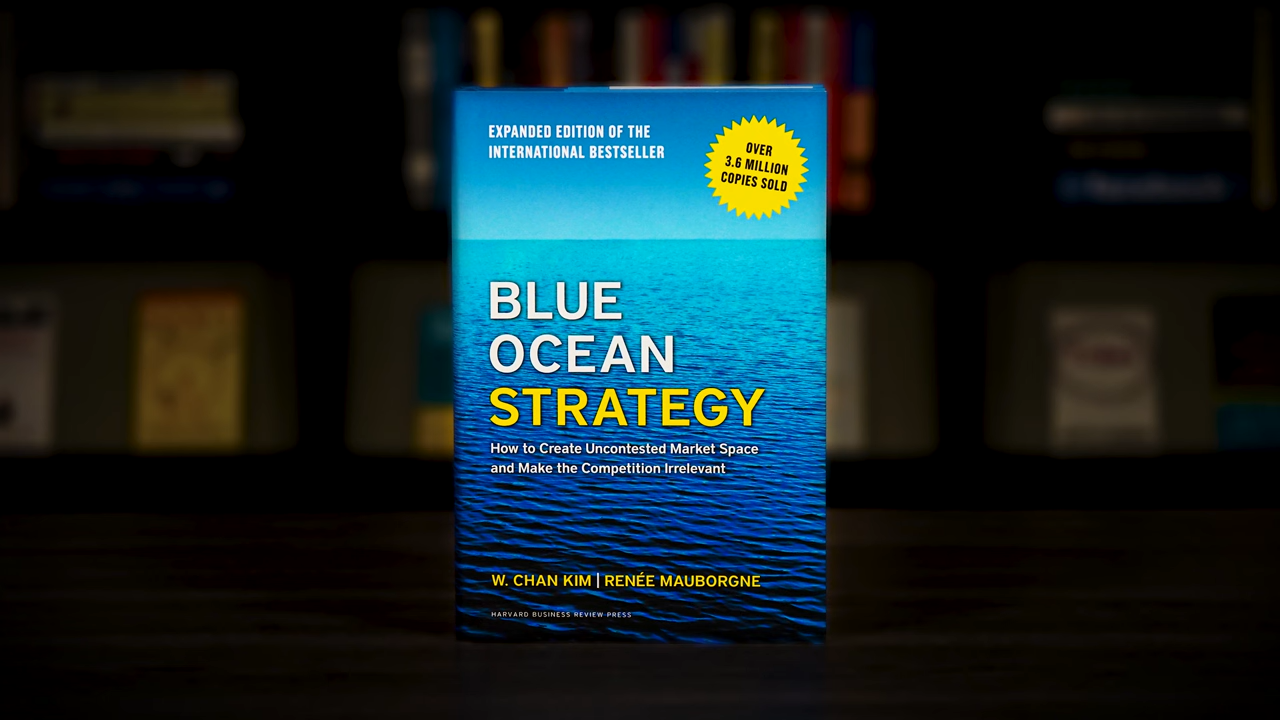 EXPANDED EDITION OF THE
INTERNATIONAL BESTSELLER
OVER
3.6 MILLION
COPIES SOLD
BLUE
OCEAN
STRATEGY
How to Create Uncontested Market Space
and Make the Competition Irrelevant
W. CHAN KIM | RENÉE MAUBORGNE
HARVARD BUSINESS REVIEW PRESS